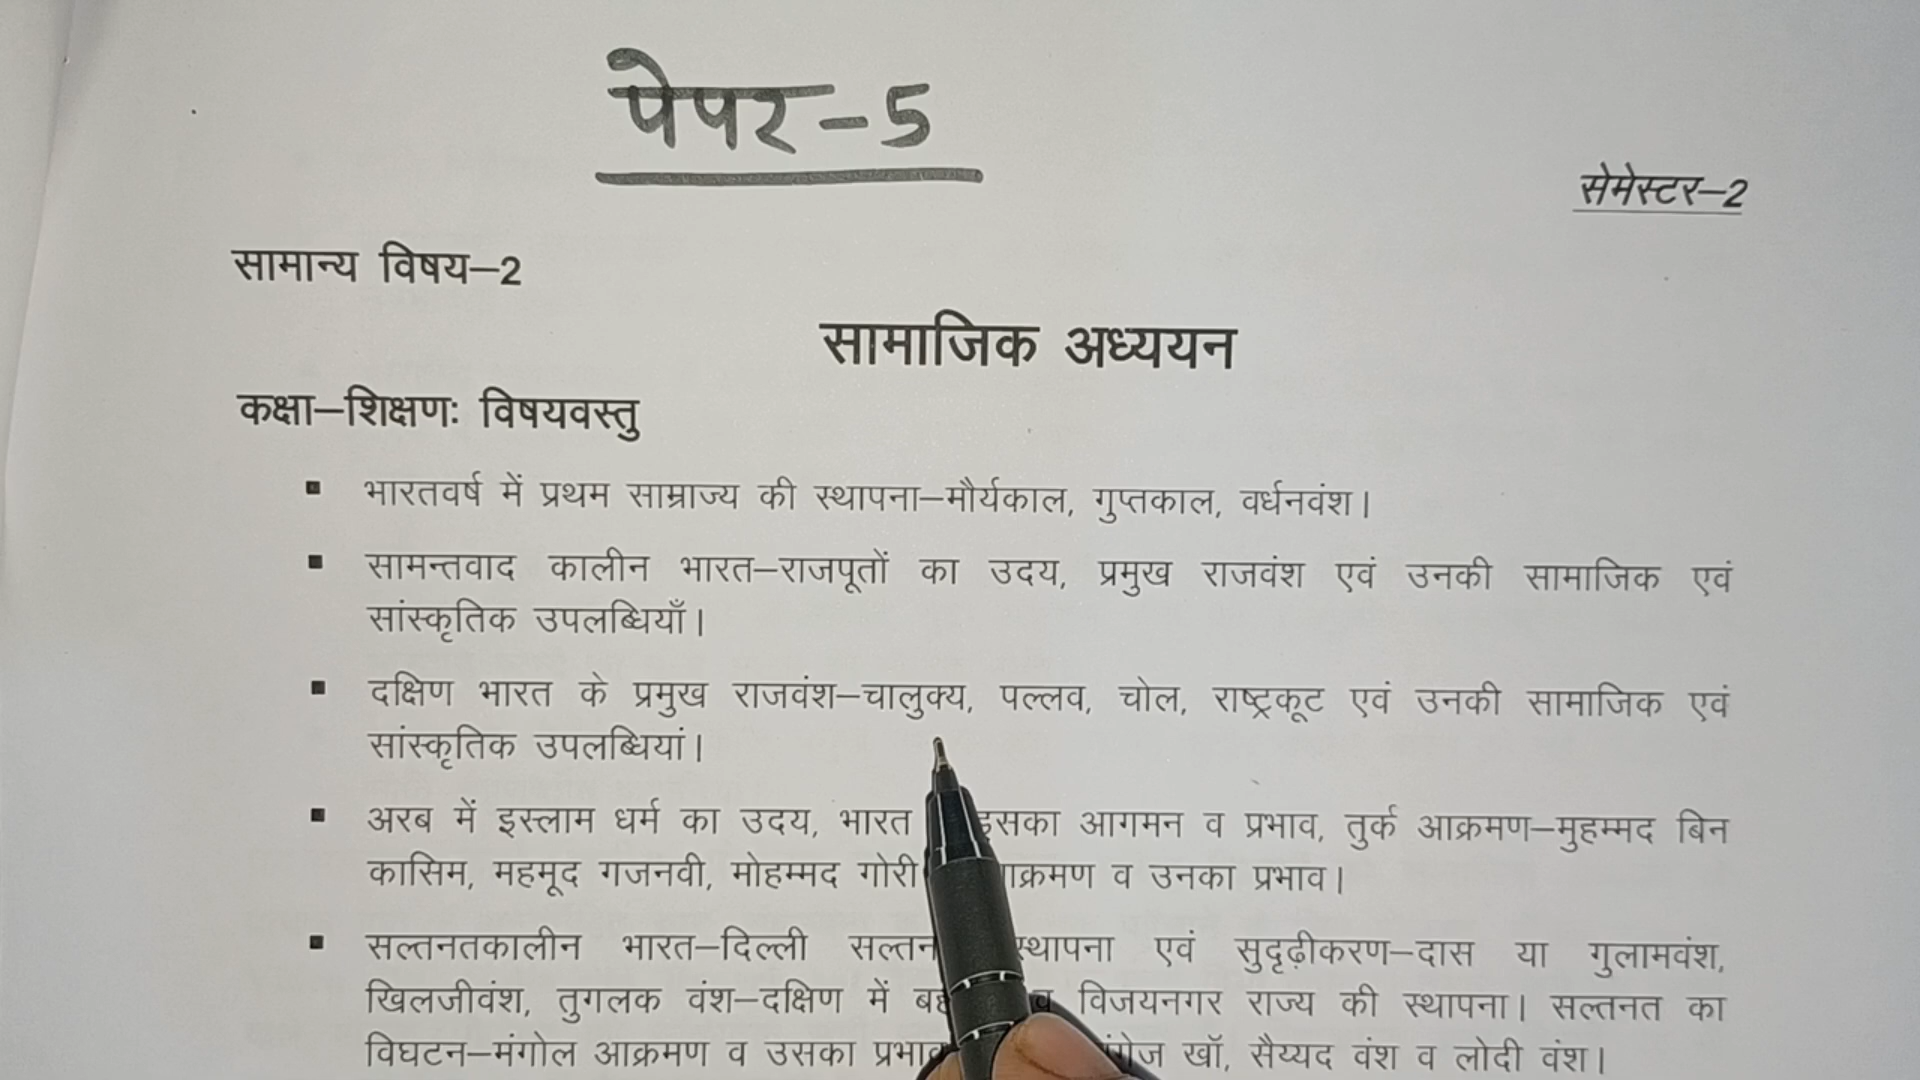 पेपर-5
सेमेस्टर–2
सामान्य विषय–2
सामाजिक अध्ययन
कक्षा–शिक्षणः विषयवस्तु
▪ भारतवर्ष में प्रथम साम्राज्य की स्थापना–मौर्यकाल, गुप्तकाल, वर्धनवंश।
▪ सामन्तवाद कालीन भारत–राजपूतों का उदय, प्रमुख राजवंश एवं उनकी सामाजिक एवं
सांस्कृतिक उपलब्धियाँ।
▪ दक्षिण भारत के प्रमुख राजवंश–चालुक्य, पल्लव, चोल, राष्ट्रकूट एवं उनकी सामाजिक एवं
सांस्कृतिक उपलब्धियां।
▪ अरब में इस्लाम धर्म का उदय, भारत इसका आगमन व प्रभाव, तुर्क आक्रमण–मुहम्मद बिन
कासिम, महमूद गजनवी, मोहम्मद गोरी व उनका प्रभाव।
▪ सल्तनतकालीन भारत–दिल्ली एवं सुदृढ़ीकरण–दास या गुलामवंश,
खिलजीवंश, तुगलक वंश–दक्षिण में विजयनगर राज्य की स्थापना। सल्तनत का
विघटन–मंगोल आक्रमण व उसका खॉ, सैय्यद वंश व लोदी वंश।